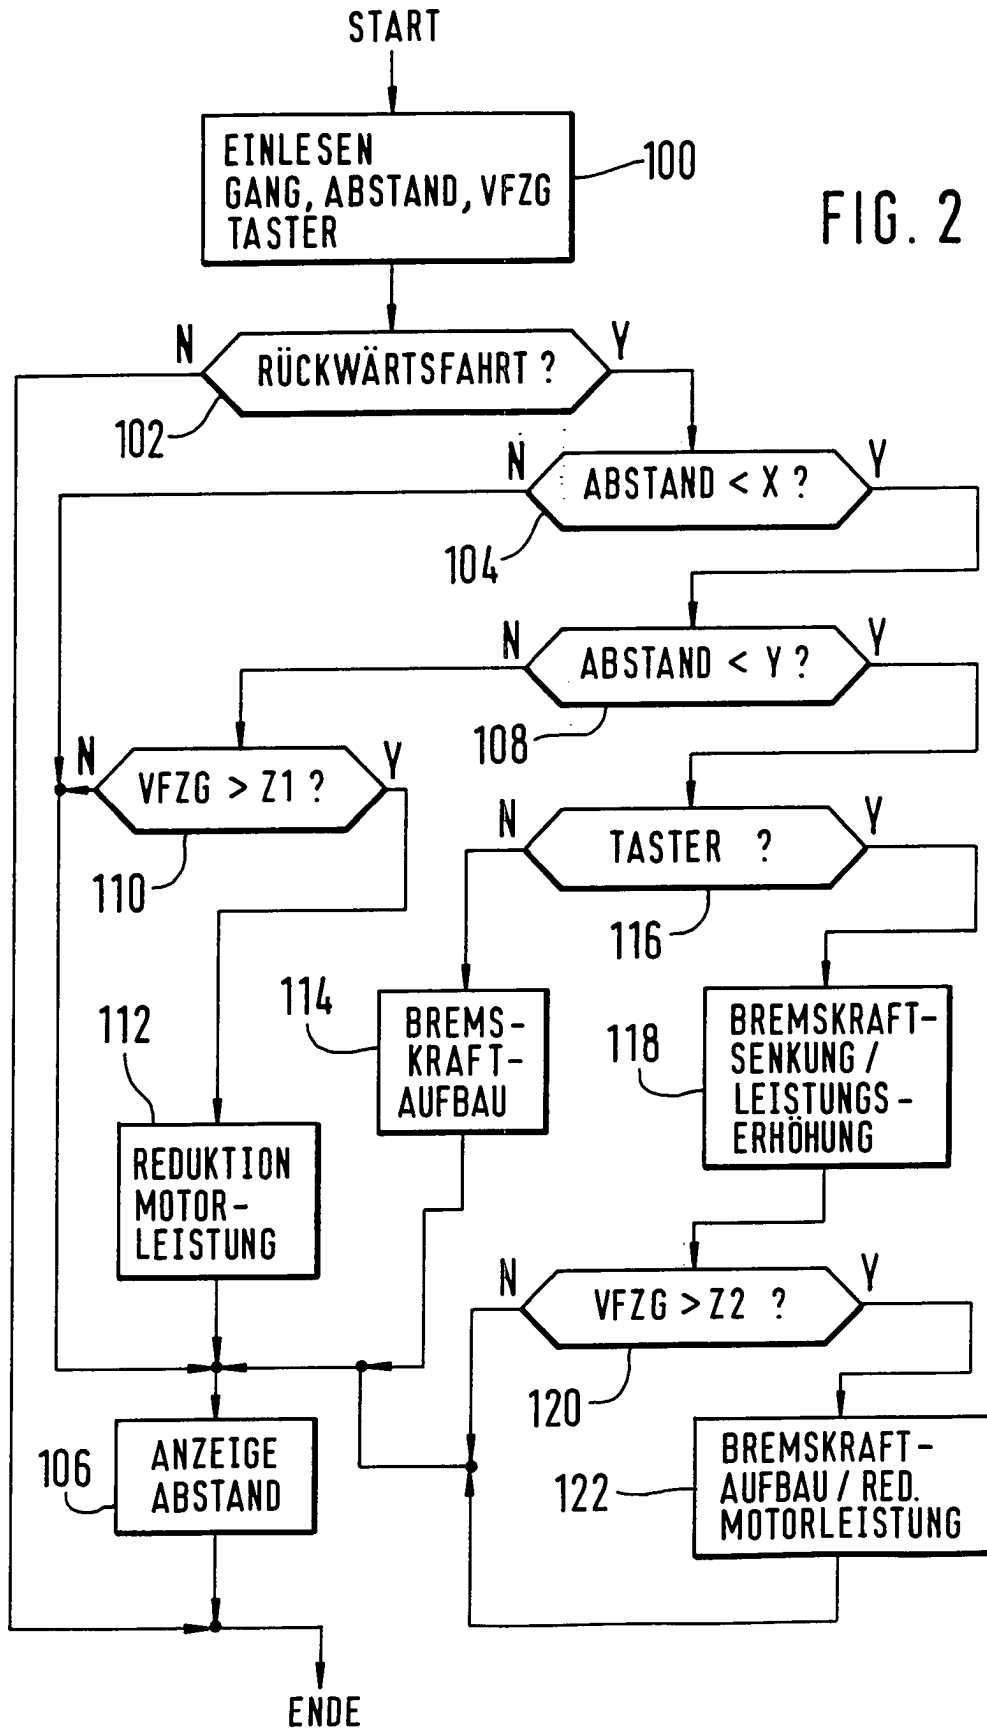 START
EINLESEN
GANG, ABSTAND, VFZG
TASTER
100
FIG. 2
N
RÜCKWÄRTSFAHRT ?
Y
102
N
ABSTAND < X ?
Y
104
N
ABSTAND < Y ?
Y
108
N
VFZG > Z1 ?
Y
110
N
TASTER ?
Y
116
112
REDUKTION
MOTOR-
LEISTUNG
114
BREMS-
KRAFT-
AUFBAU
118
BREMSKRAFT-
SENKUNG /
LEISTUNGS-
ERHÖHUNG
N
VFZG > Z2 ?
Y
120
106
ANZEIGE
ABSTAND
122
BREMSKRAFT-
AUFBAU / RED.
MOTORLEISTUNG
ENDE